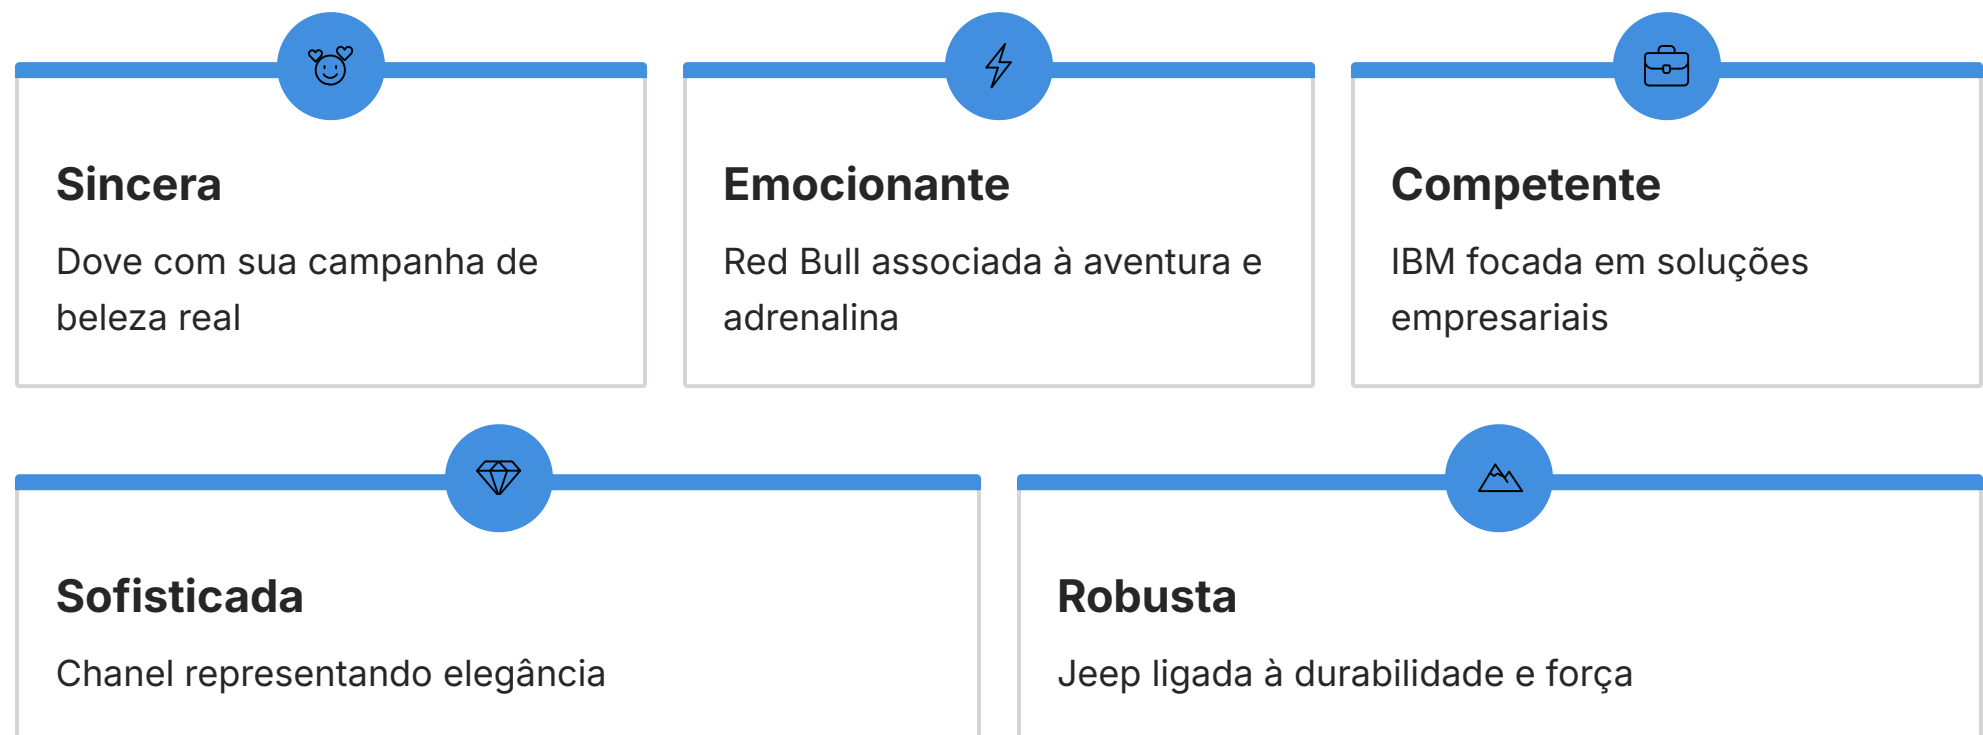 Sincera
Dove com sua campanha de
beleza real
Emocionante
Red Bull associada à aventura e
adrenalina
Competente
IBM focada em soluções
empresariais
Sofisticada
Chanel representando elegância
Robusta
Jeep ligada à durabilidade e força